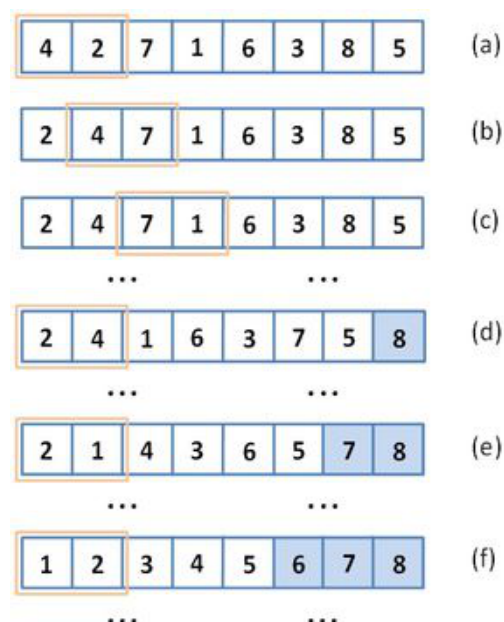 4 2 7 1 6 3 8 5 (a)
2 4 7 1 6 3 8 5 (b)
2 4 7 1 6 3 8 5 (c)
... ...
2 4 1 6 3 7 5 8 (d)
... ...
2 1 4 3 6 5 7 8 (e)
... ...
1 2 3 4 5 6 7 8 (f)
... ...